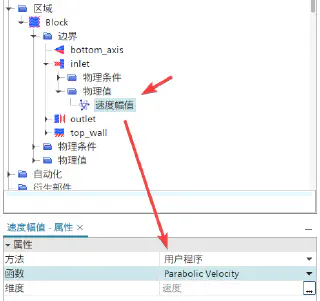 区域
Block
边界
bottom_axis
inlet
物理条件
物理值
速度幅值
outlet
top_wall
物理条件
物理值
自动化
衍生部件
速度幅值 - 属性 ×
属性
方法 用户程序
函数 Parabolic Velocity
维度 速度 ...